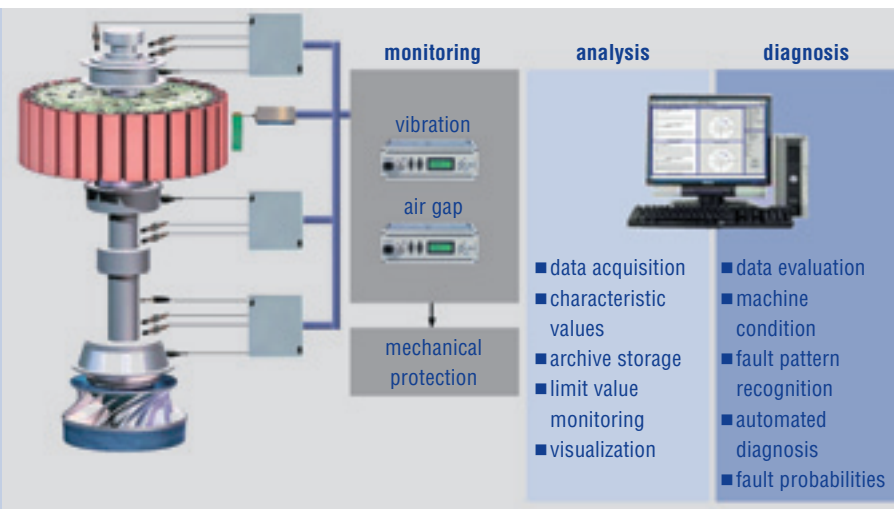 monitoring
analysis
diagnosis
vibration
air gap
mechanical
protection
■ data acquisition
■ characteristic
values
■ archive storage
■ limit value
monitoring
■ visualization
■ data evaluation
■ machine
condition
■ fault pattern
recognition
■ automated
diagnosis
■ fault probabilities